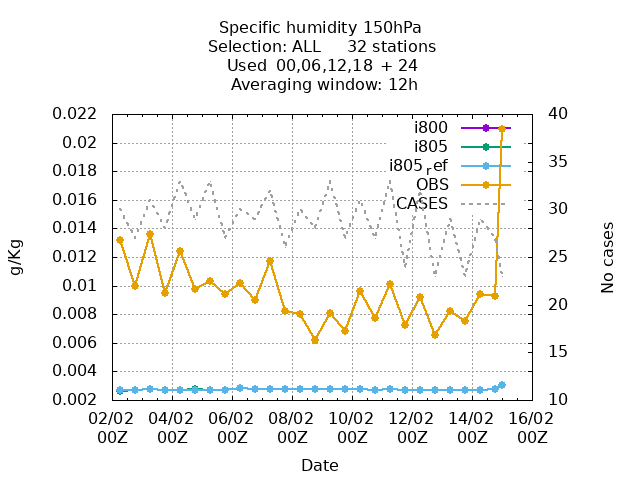 Specific humidity 150hPa
Selection: ALL 32 stations
Used 00,06,12,18 + 24
Averaging window: 12h
g/Kg
0.022
0.02
0.018
0.016
0.014
0.012
0.01
0.008
0.006
0.004
0.002
i800
i805
i805ref
OBS
CASES
40
35
30
25
20
15
10
No cases
02/02 04/02 06/02 08/02 10/02 12/02 14/02 16/02
00Z 00Z 00Z 00Z 00Z 00Z 00Z 00Z
Date